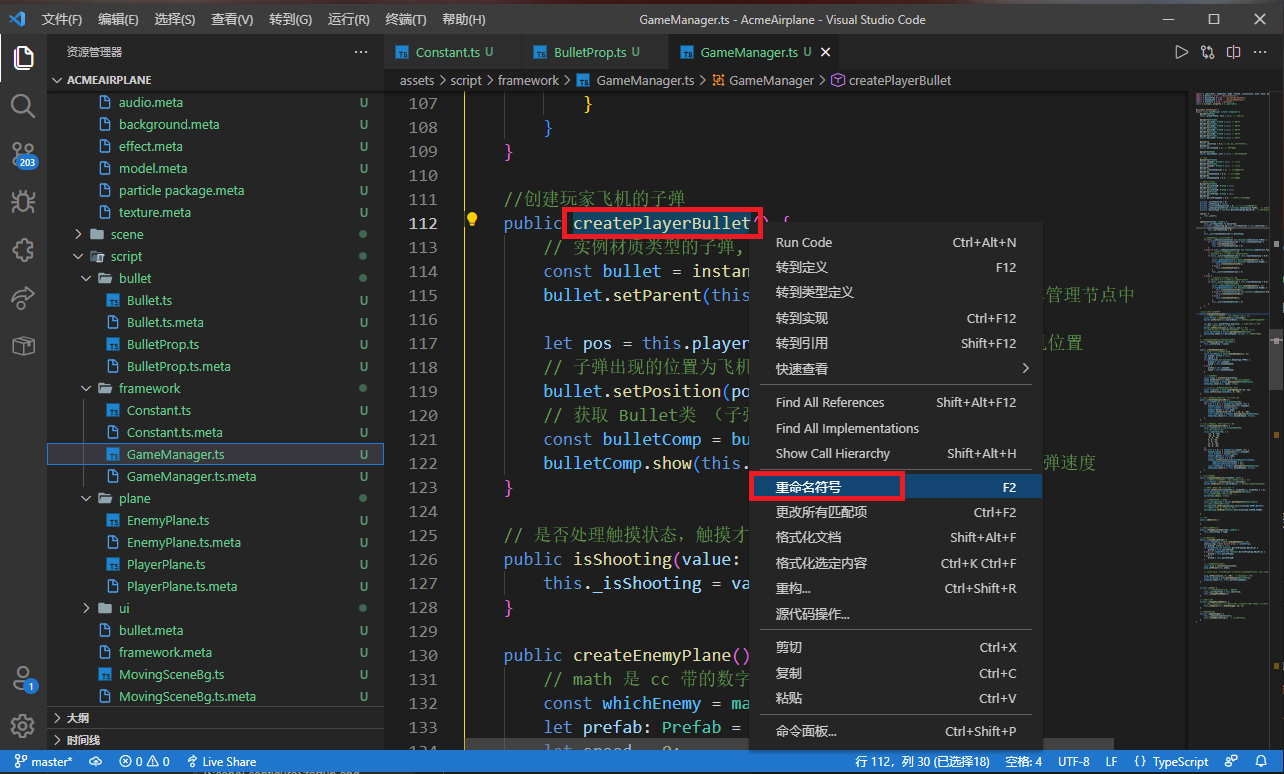 文件(F) 编辑(E) 选择(S) 查看(V) 转到(G) 运行(R) 终端(T) 帮助(H) GameManager.ts - AcmeAirplane - Visual Studio Code
资源管理器
ACMEAIRPLANE
audio.meta U
background.meta U
effect.meta U
model.meta U
particle package.meta U
texture.meta U
scene
script
bullet
Bullet.ts U
Bullet.ts.meta U
BulletProp.ts U
BulletProp.ts.meta U
framework
Constant.ts U
Constant.ts.meta U
GameManager.ts U
GameManager.ts.meta U
plane
EnemyPlane.ts U
EnemyPlane.ts.meta U
PlayerPlane.ts U
PlayerPlane.ts.meta U
ui
bullet.meta U
framework.meta U
MovingSceneBg.ts U
MovingSceneBg.ts.meta U
大纲
时间线
203
1
Constant.ts U BulletProp.ts U GameManager.ts U
assets > script > framework > GameManager.ts > GameManager > createPlayerBullet
107 }
108 }
109 }
110
111 //创建玩家飞机的子弹
112 public createPlayerBullet() {
113 // 实例材质类型的子弹,
114 const bullet = instan
115 bullet.setParent(this 管理节点中
116
117 let pos = this.player 位置
118 // 子弹出现的位置为飞机
119 bullet.setPosition(po
120 // 获取 Bullet类 （子弹
121 const bulletComp = bu
122 bulletComp.show(this. 弹速度
123 }
124
125 // 是否处理触摸状态，触摸才
126 public isShooting(value:
127 this._isShooting = va
128 }
129
130 public createEnemyPlane()
131 // math 是 cc 带的数字
132 const whichEnemy = ma
133 let prefab: Prefab =
134 let speed = 0;
Run Code Ctrl+Alt+N
转到定义 F12
转到类型定义
转到实现 Ctrl+F12
转到引用 Shift+F12
快速查看
Find All References Shift+Alt+F12
Find All Implementations
Show Call Hierarchy Shift+Alt+H
重命名符号 F2
更改所有匹配项 Ctrl+F2
格式化文档 Shift+Alt+F
格式化选定内容 Ctrl+K Ctrl+F
重构... Ctrl+Shift+R
源代码操作...
剪切 Ctrl+X
复制 Ctrl+C
粘贴 Ctrl+V
命令面板... Ctrl+Shift+P
master* 0 0 Live Share 行 112，列 30 (已选择18) 空格: 4 UTF-8 LF {} TypeScript